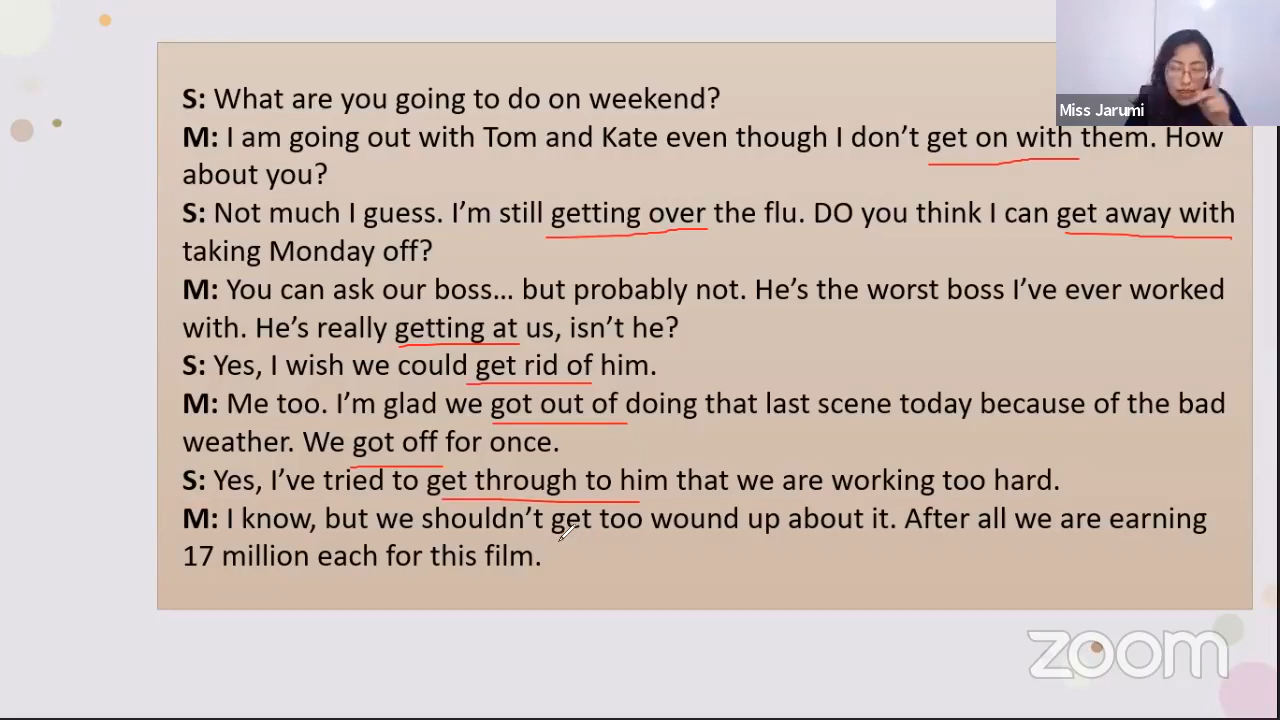 S: What are you going to do on weekend?
Miss Jarumi
M: I am going out with Tom and Kate even though I don’t get on with them. How
about you?
S: Not much I guess. I’m still getting over the flu. DO you think I can get away with
taking Monday off?
M: You can ask our boss… but probably not. He’s the worst boss I’ve ever worked
with. He’s really getting at us, isn’t he?
S: Yes, I wish we could get rid of him.
M: Me too. I’m glad we got out of doing that last scene today because of the bad
weather. We got off for once.
S: Yes, I’ve tried to get through to him that we are working too hard.
M: I know, but we shouldn’t get too wound up about it. After all we are earning
17 million each for this film.
zoom